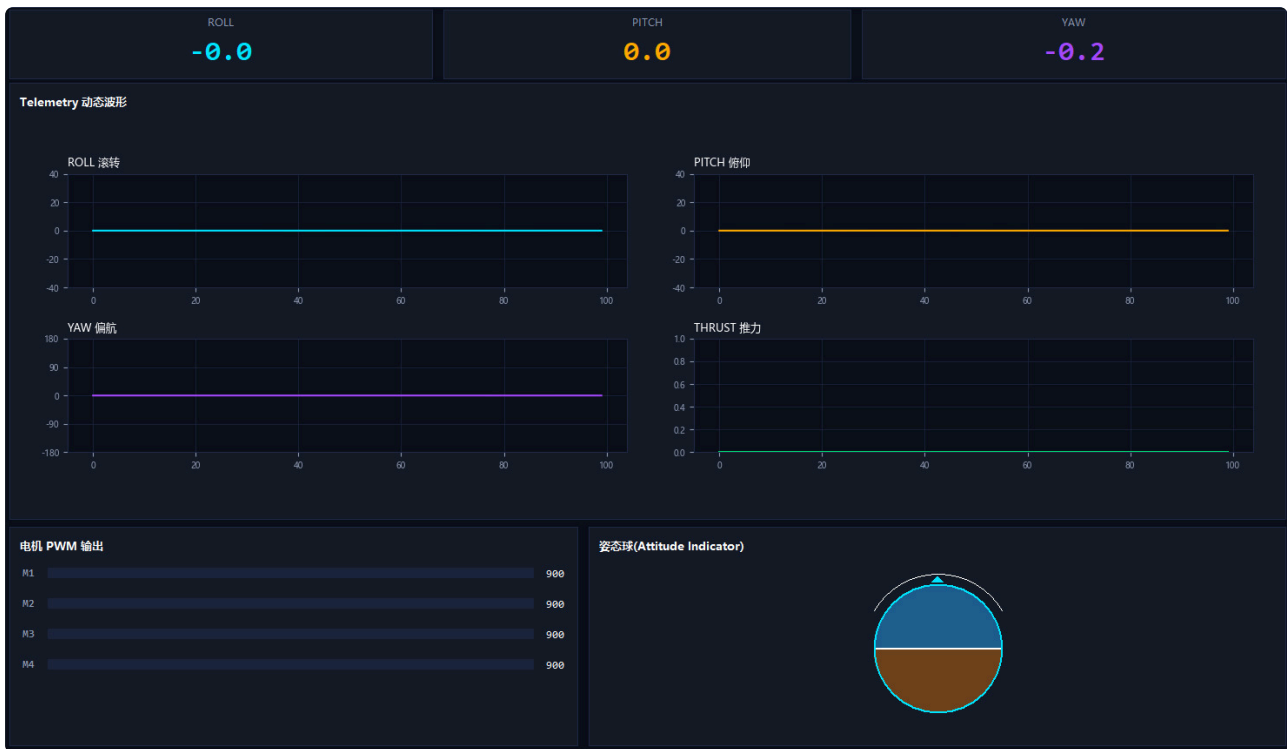 ROLL
-0.0
PITCH
0.0
YAW
-0.2
Telemetry 动态波形
ROLL 滚转
40
20
0
-20
-40
0 20 40 60 80 100
PITCH 俯仰
40
20
0
-20
-40
0 20 40 60 80 100
YAW 偏航
180
90
0
-90
-180
0 20 40 60 80 100
THRUST 推力
1.0
0.8
0.6
0.4
0.2
0.0
0 20 40 60 80 100
电机 PWM 输出
M1 900
M2 900
M3 900
M4 900
姿态球(Attitude Indicator)